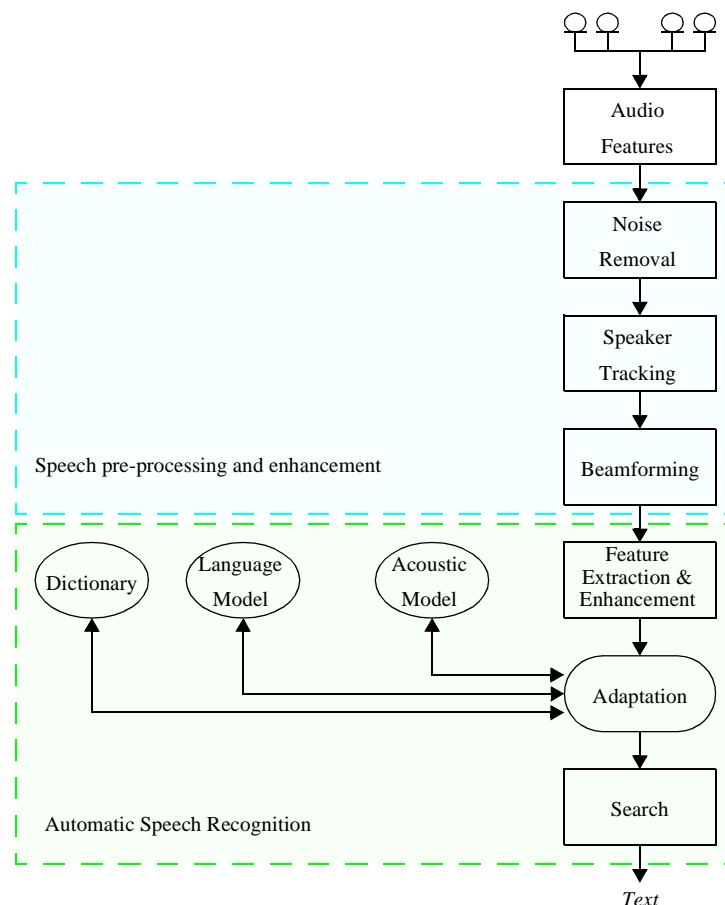 Audio
Features
Noise
Removal
Speaker
Tracking
Speech pre-processing and enhancement
Beamforming
Dictionary
Language
Model
Acoustic
Model
Feature
Extraction &
Enhancement
Adaptation
Search
Automatic Speech Recognition
Text